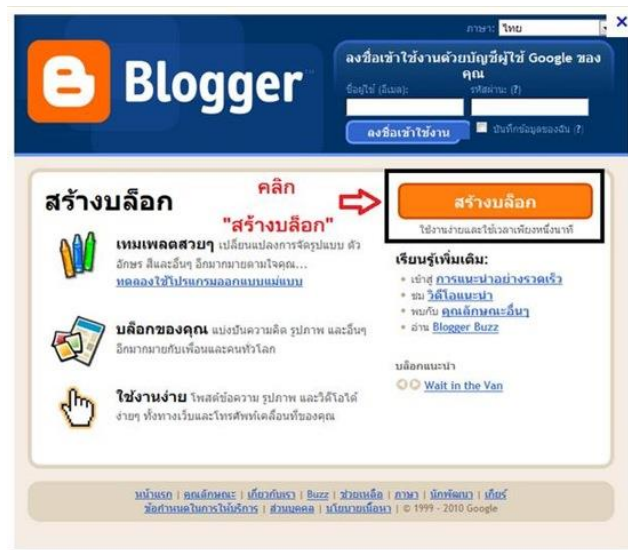 ภาษา: ไทย
Blogger
ลงชื่อเข้าใช้งานด้วยบัญชีผู้ใช้ Google ของ
คุณ
ชื่อผู้ใช้ (อีเมล): รหัสผ่าน: (?)
ลงชื่อเข้าใช้งาน บันทึกข้อมูลของฉัน (?)
สร้างบล็อก
คลิก
"สร้างบล็อก"
สร้างบล็อก
ใช้งานง่ายและใช้เวลาเพียงหนึ่งนาที
เทมเพลตสวยๆ เปลี่ยนแปลงการจัดรูปแบบ ตัว
อักษร สีและอื่นๆ อีกมากมายตามใจคุณ...
ทดลองใช้โปรแกรมออกแบบแม่แบบ
บล็อกของคุณ แบ่งปันความคิด รูปภาพ และอื่นๆ
อีกมากมายกับเพื่อนและคนทั่วโลก
ใช้งานง่าย โพสต์ข้อความ รูปภาพ และวิดีโอได้
ง่ายๆ ทั้งทางเว็บและโทรศัพท์เคลื่อนที่ของคุณ
เรียนรู้เพิ่มเติม:
เข้าสู่ การแนะนำอย่างรวดเร็ว
ชม วิดีโอแนะนำ
พบกับ คุณลักษณะอื่นๆ
อ่าน Blogger Buzz
บล็อกแนะนำ
Wait in the Van
หน้าแรก | คุณลักษณะ | เกี่ยวกับเรา | Buzz | ช่วยเหลือ | ภาษา | นักพัฒนา | เกียร์
ข้อกำหนดในการให้บริการ | ส่วนบุคคล | นโยบายเนื้อหา | © 1999 - 2010 Google